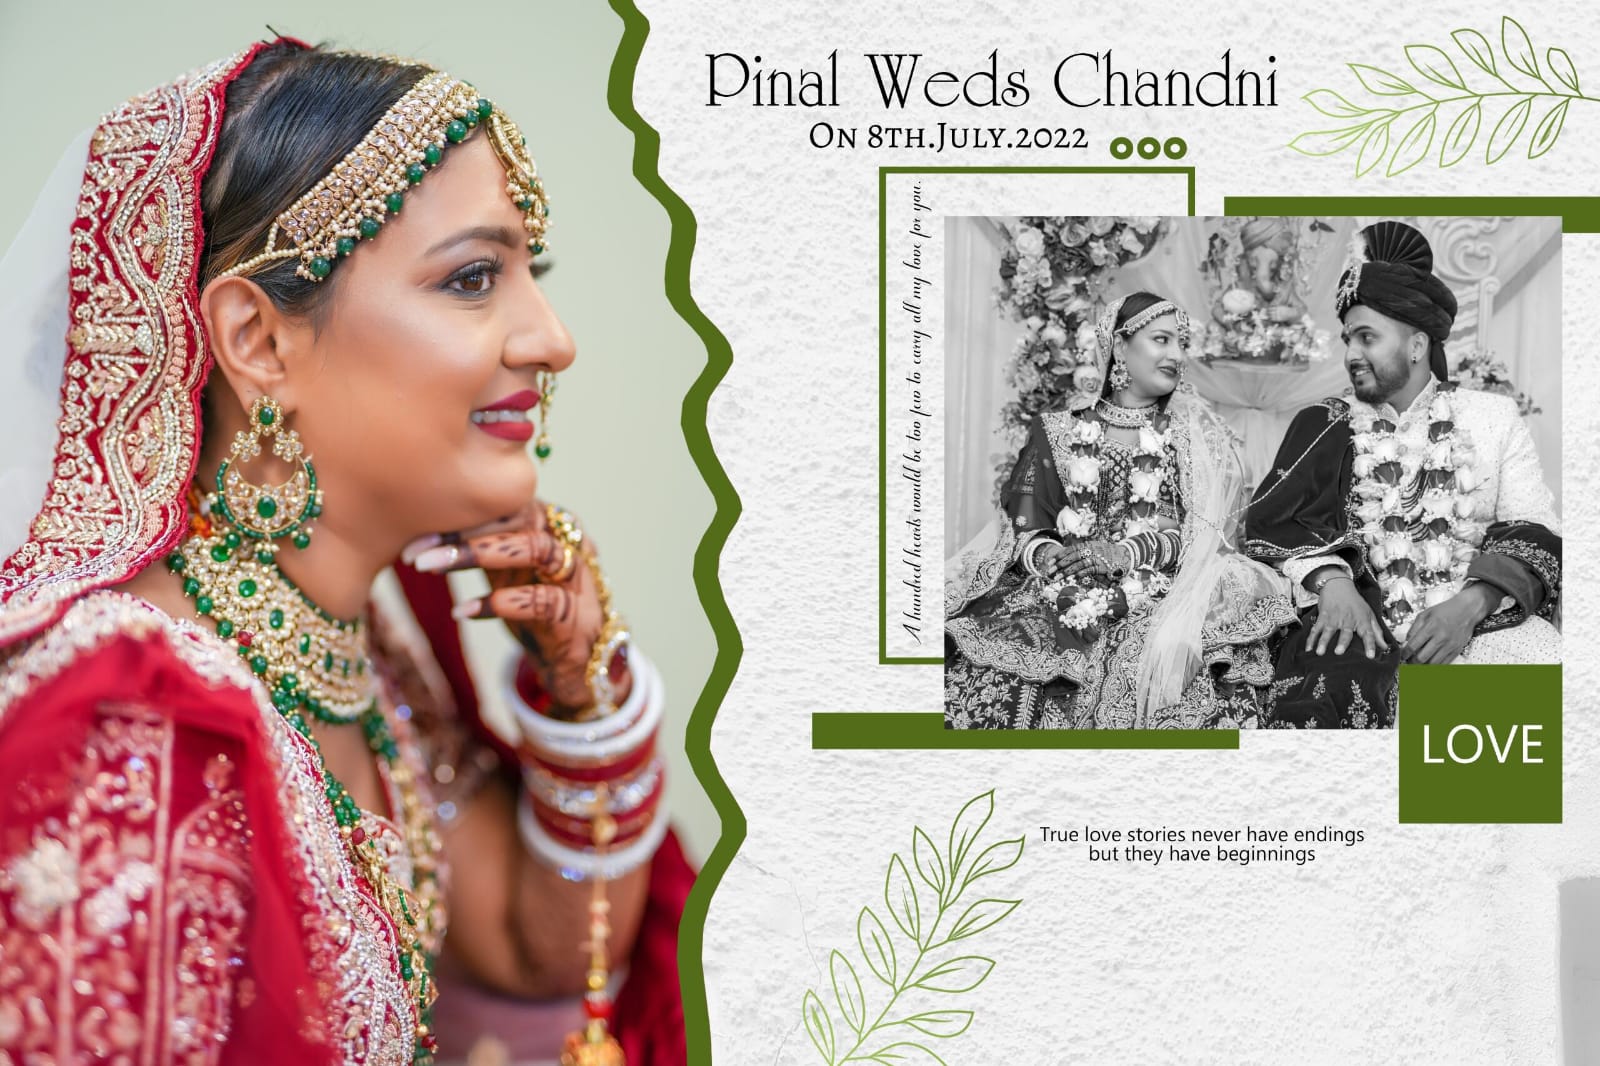 Pinal Weds Chandni
On 8th.July.2022
A hundred hearts would be too few to carry all my love for you.
LOVE
True love stories never have endings
but they have beginnings